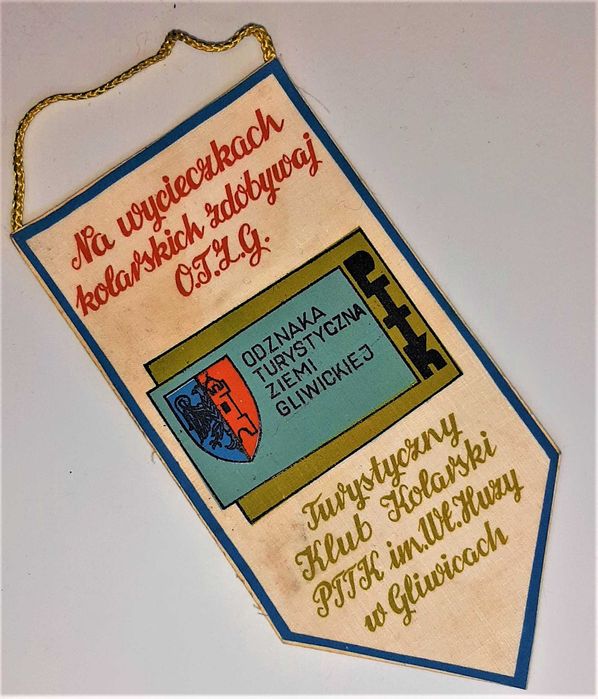 Na wycieczkach
kolarskich zdobywaj
O.T.Z.G.
PTTK
ODZNAKA
TURYSTYCZNA
ZIEMI
GLIWICKIEJ
Turystyczny
Klub Kolarski
PTTK im. Wł. Huzy
w Gliwicach